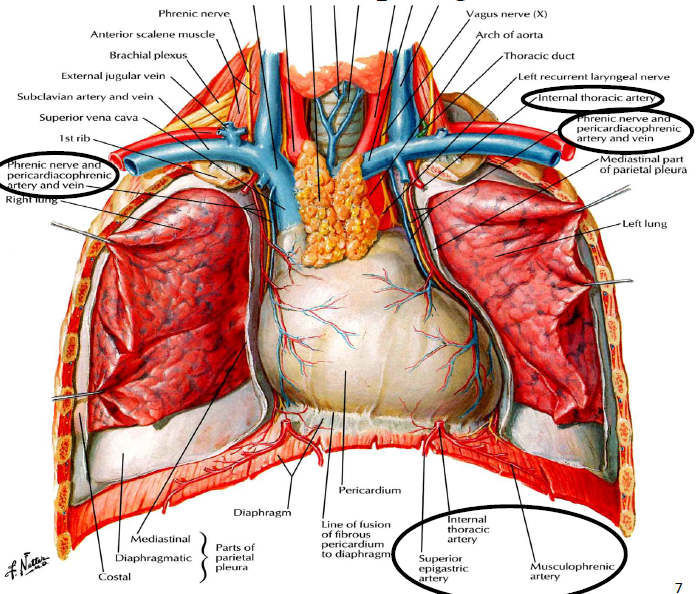 Phrenic nerve
Anterior scalene muscle
Brachial plexus
External jugular vein
Subclavian artery and vein
Superior vena cava
1st rib
Phrenic nerve and
pericardiacophrenic
artery and vein
Right lung
Vagus nerve (X)
Arch of aorta
Thoracic duct
Left recurrent laryngeal nerve
Internal thoracic artery
Phrenic nerve and
pericardiacophrenic
artery and vein
Mediastinal part
of parietal pleura
Left lung
Pericardium
Diaphragm
Line of fusion
of fibrous
pericardium
to diaphragm
Internal
thoracic
artery
Superior
epigastric
artery
Musculophrenic
artery
Mediastinal
Diaphragmatic
Costal
Parts of
parietal
pleura
F. Netter
M.D.
7